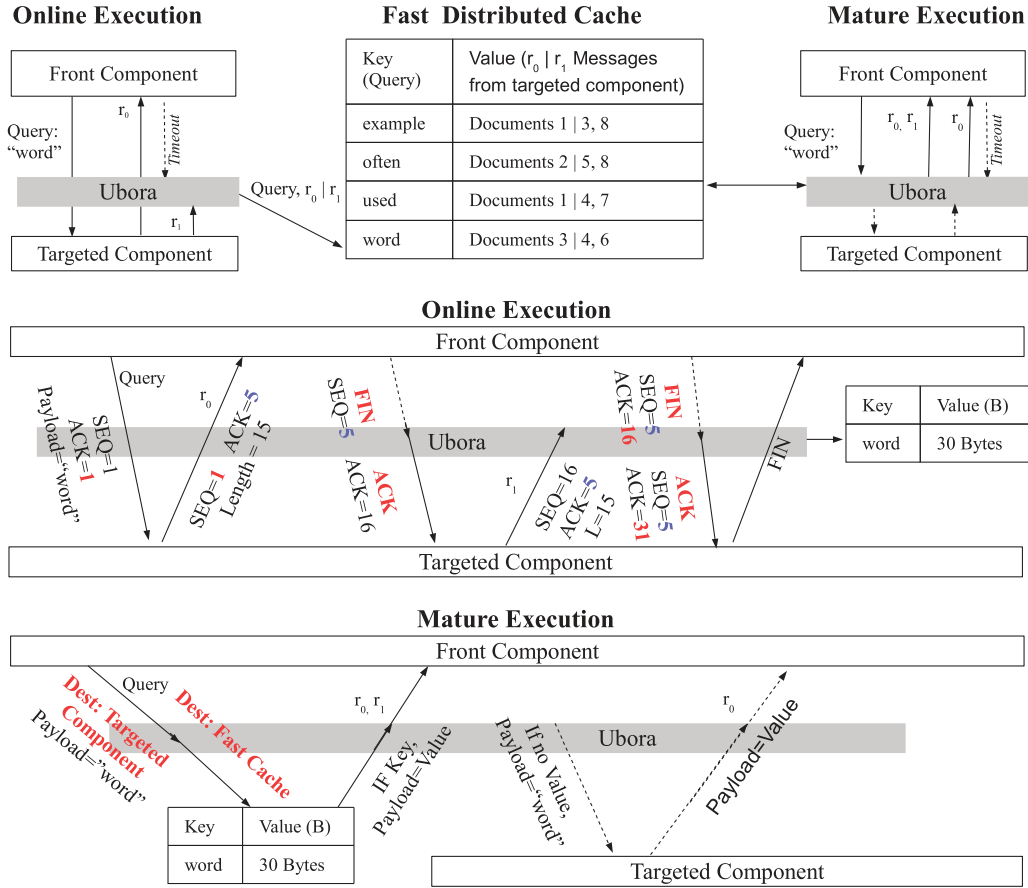 Online Execution
Fast Distributed Cache
Mature Execution
Front Component
r0
Timeout
Query:
“word”
Ubora
r1
Targeted Component
Query, r0 | r1
Key
(Query)
Value (r0 | r1 Messages
from targeted component)
example
Documents 1 | 3, 8
often
Documents 2 | 5, 8
used
Documents 1 | 4, 7
word
Documents 3 | 4, 6
Front Component
Query:
“word”
r0, r1
r0
Timeout
Ubora
Targeted Component
Online Execution
Front Component
Query
SEQ=1
ACK=1
Payload=“word”
r0
ACK=5
SEQ=1
Length = 15
FIN
SEQ=5
ACK
ACK=16
Ubora
r1
SEQ=16
ACK=5
L=15
FIN
SEQ=5
ACK=16
ACK
SEQ=5
ACK=31
FIN
Key
Value (B)
word
30 Bytes
Targeted Component
Mature Execution
Front Component
Query
Dest: Targeted
Component
Payload=”word”
Dest: Fast Cache
r0, r1
IF Key,
Payload=Value
Ubora
If no Value,
Payload=“word”
r0
Payload=Value
Key
Value (B)
word
30 Bytes
Targeted Component